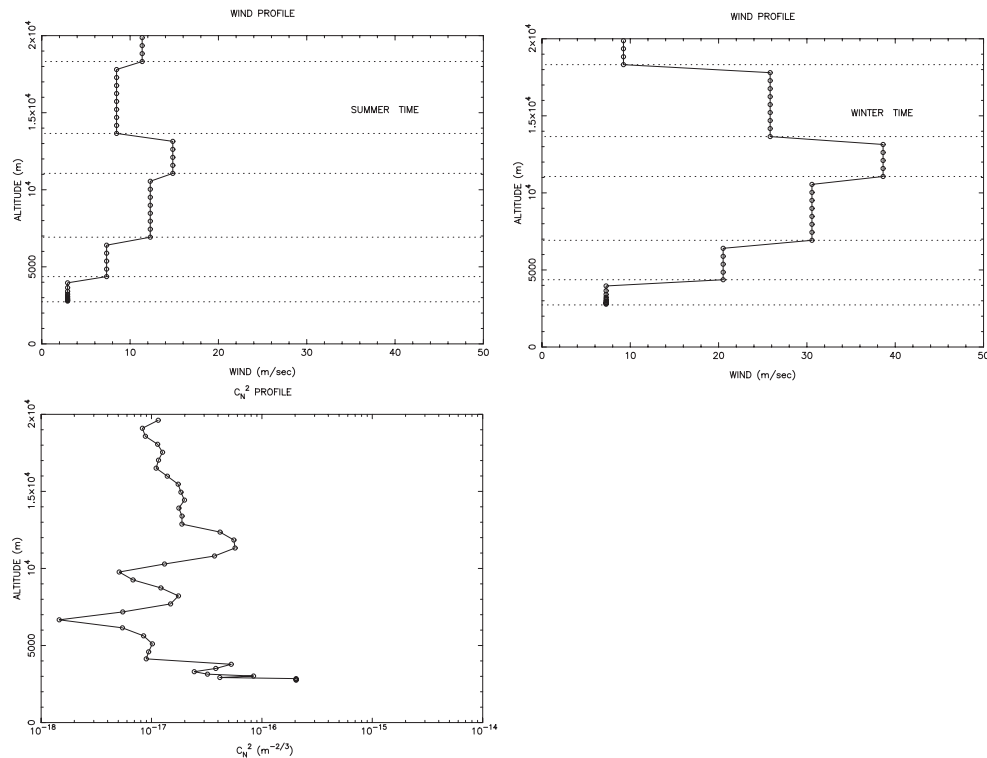 WIND PROFILE
2×10⁴
1.5×10⁴
10⁴
5000
0
ALTITUDE (m)
SUMMER TIME
0 10 20 30 40 50
WIND (m/sec)
WIND PROFILE
2×10⁴
1.5×10⁴
10⁴
5000
0
ALTITUDE (m)
WINTER TIME
0 10 20 30 40 50
WIND (m/sec)
C_N² PROFILE
2×10⁴
1.5×10⁴
10⁴
5000
0
ALTITUDE (m)
10⁻¹⁸ 10⁻¹⁷ 10⁻¹⁶ 10⁻¹⁵ 10⁻¹⁴
C_N² (m⁻²/³)